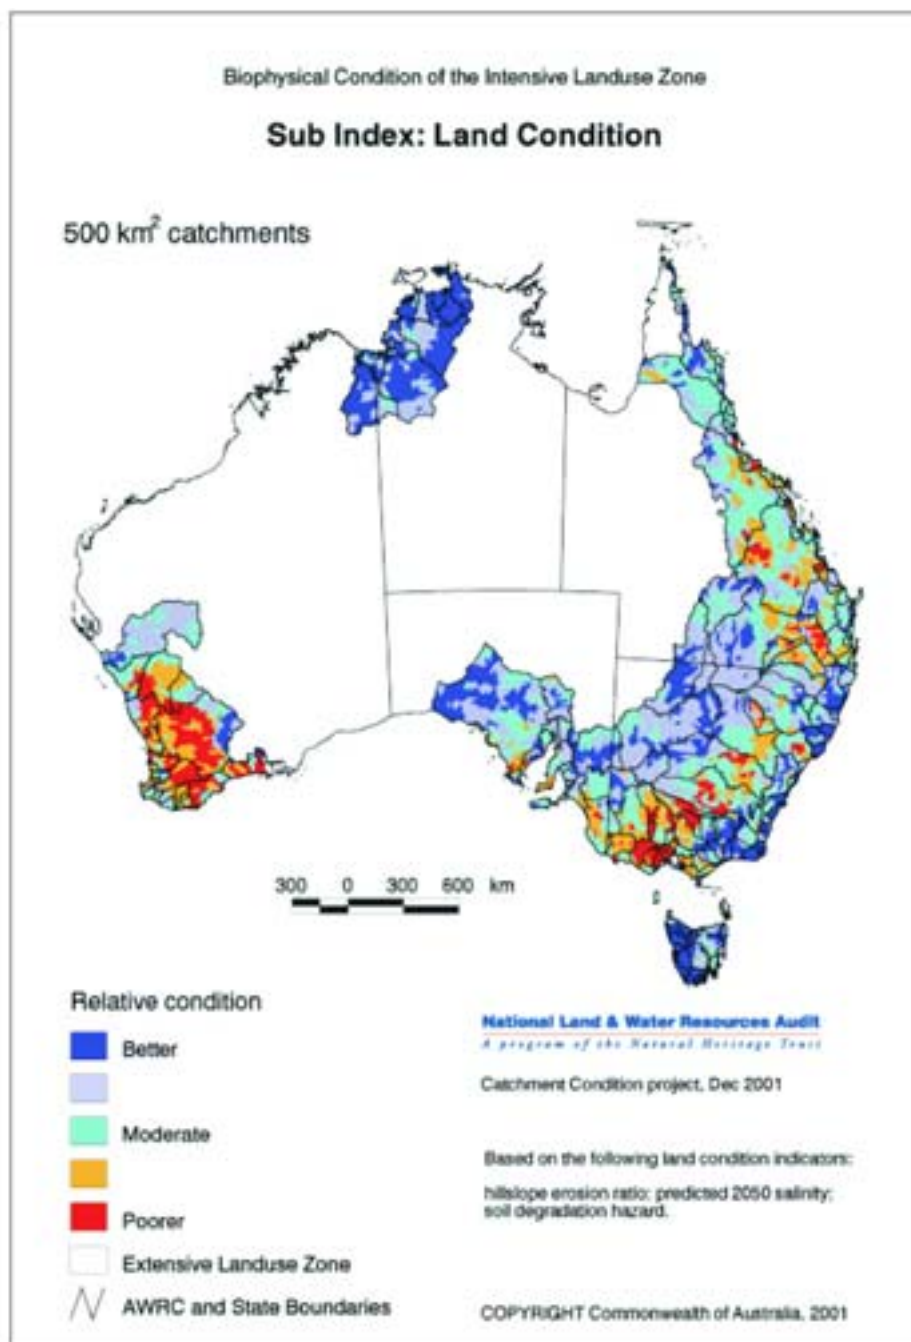 Biophysical Condition of the Intensive Landuse Zone
Sub Index: Land Condition
500 km² catchments
300 0 300 600 km
Relative condition
Better
Moderate
Poorer
Extensive Landuse Zone
AWRC and State Boundaries
National Land & Water Resources Audit
A program of the Natural Heritage Trust
Catchment Condition project, Dec 2001
Based on the following land condition indicators:
hillslope erosion ratio; predicted 2050 salinity;
soil degradation hazard.
COPYRIGHT Commonwealth of Australia, 2001